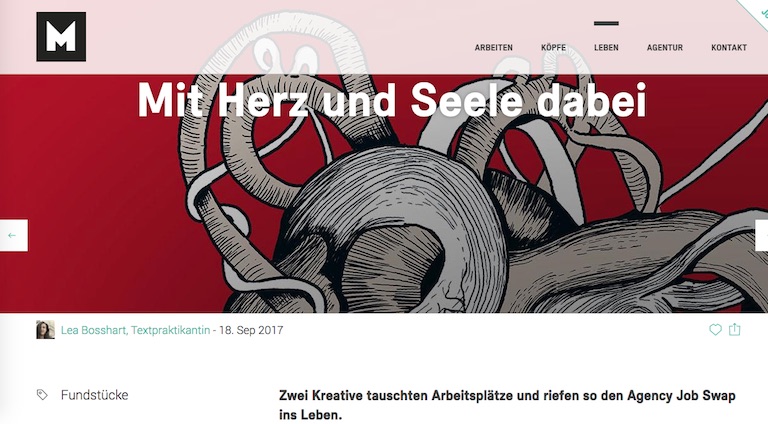 M
ARBEITEN KÖPFE LEBEN AGENTUR KONTAKT
Mit Herz und Seele dabei
Lea Bosshart, Textpraktikantin - 18. Sep 2017
Fundstücke
Zwei Kreative tauschten Arbeitsplätze und riefen so den Agency Job Swap
ins Leben.